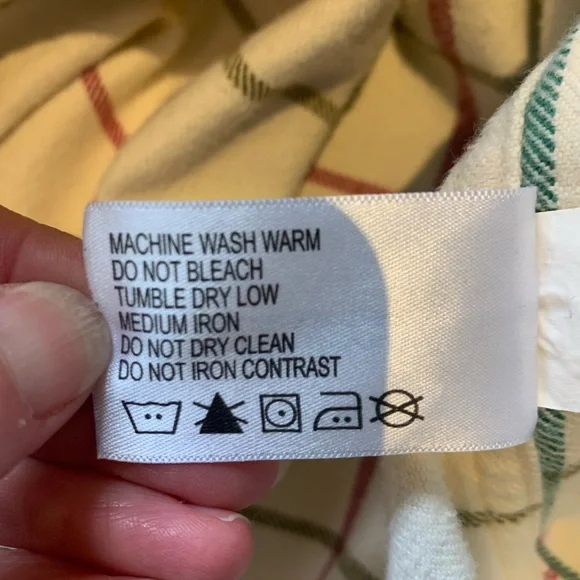 MACHINE WASH WARM
DO NOT BLEACH
TUMBLE DRY LOW
MEDIUM IRON
DO NOT DRY CLEAN
DO NOT IRON CONTRAST